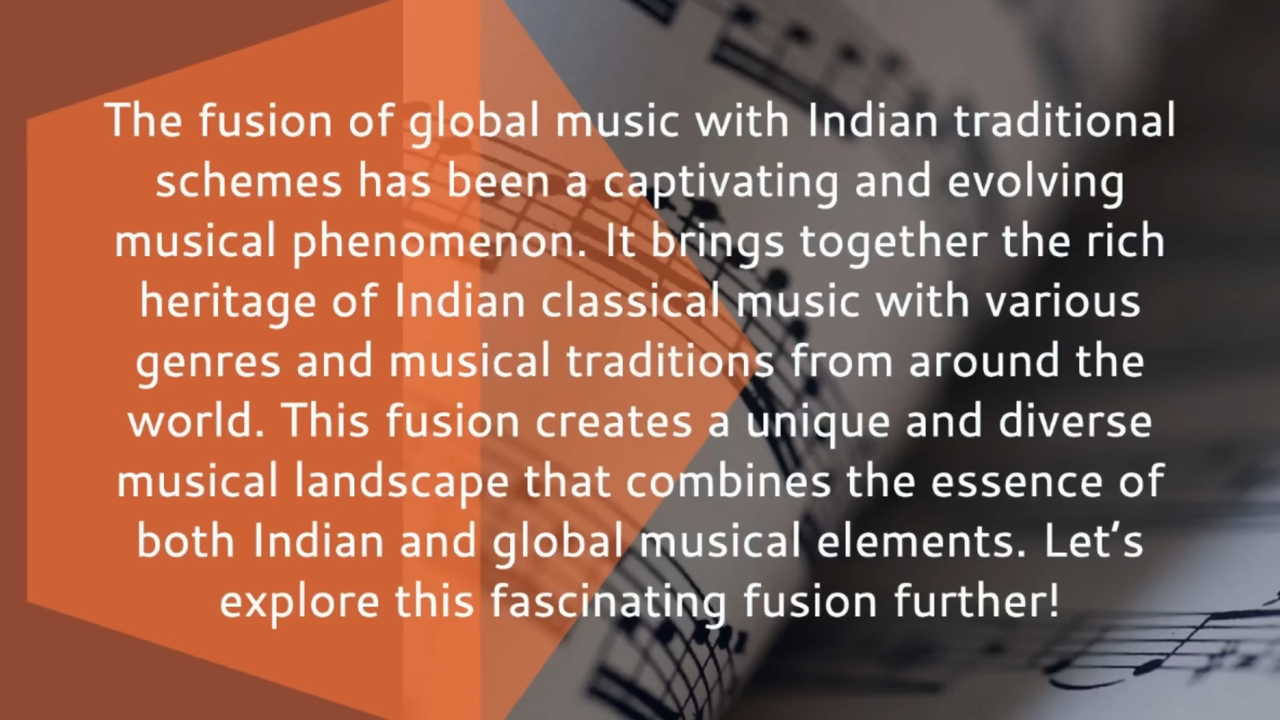 The fusion of global music with Indian traditional
schemes has been a captivating and evolving
musical phenomenon. It brings together the rich
heritage of Indian classical music with various
genres and musical traditions from around the
world. This fusion creates a unique and diverse
musical landscape that combines the essence of
both Indian and global musical elements. Let’s
explore this fascinating fusion further!